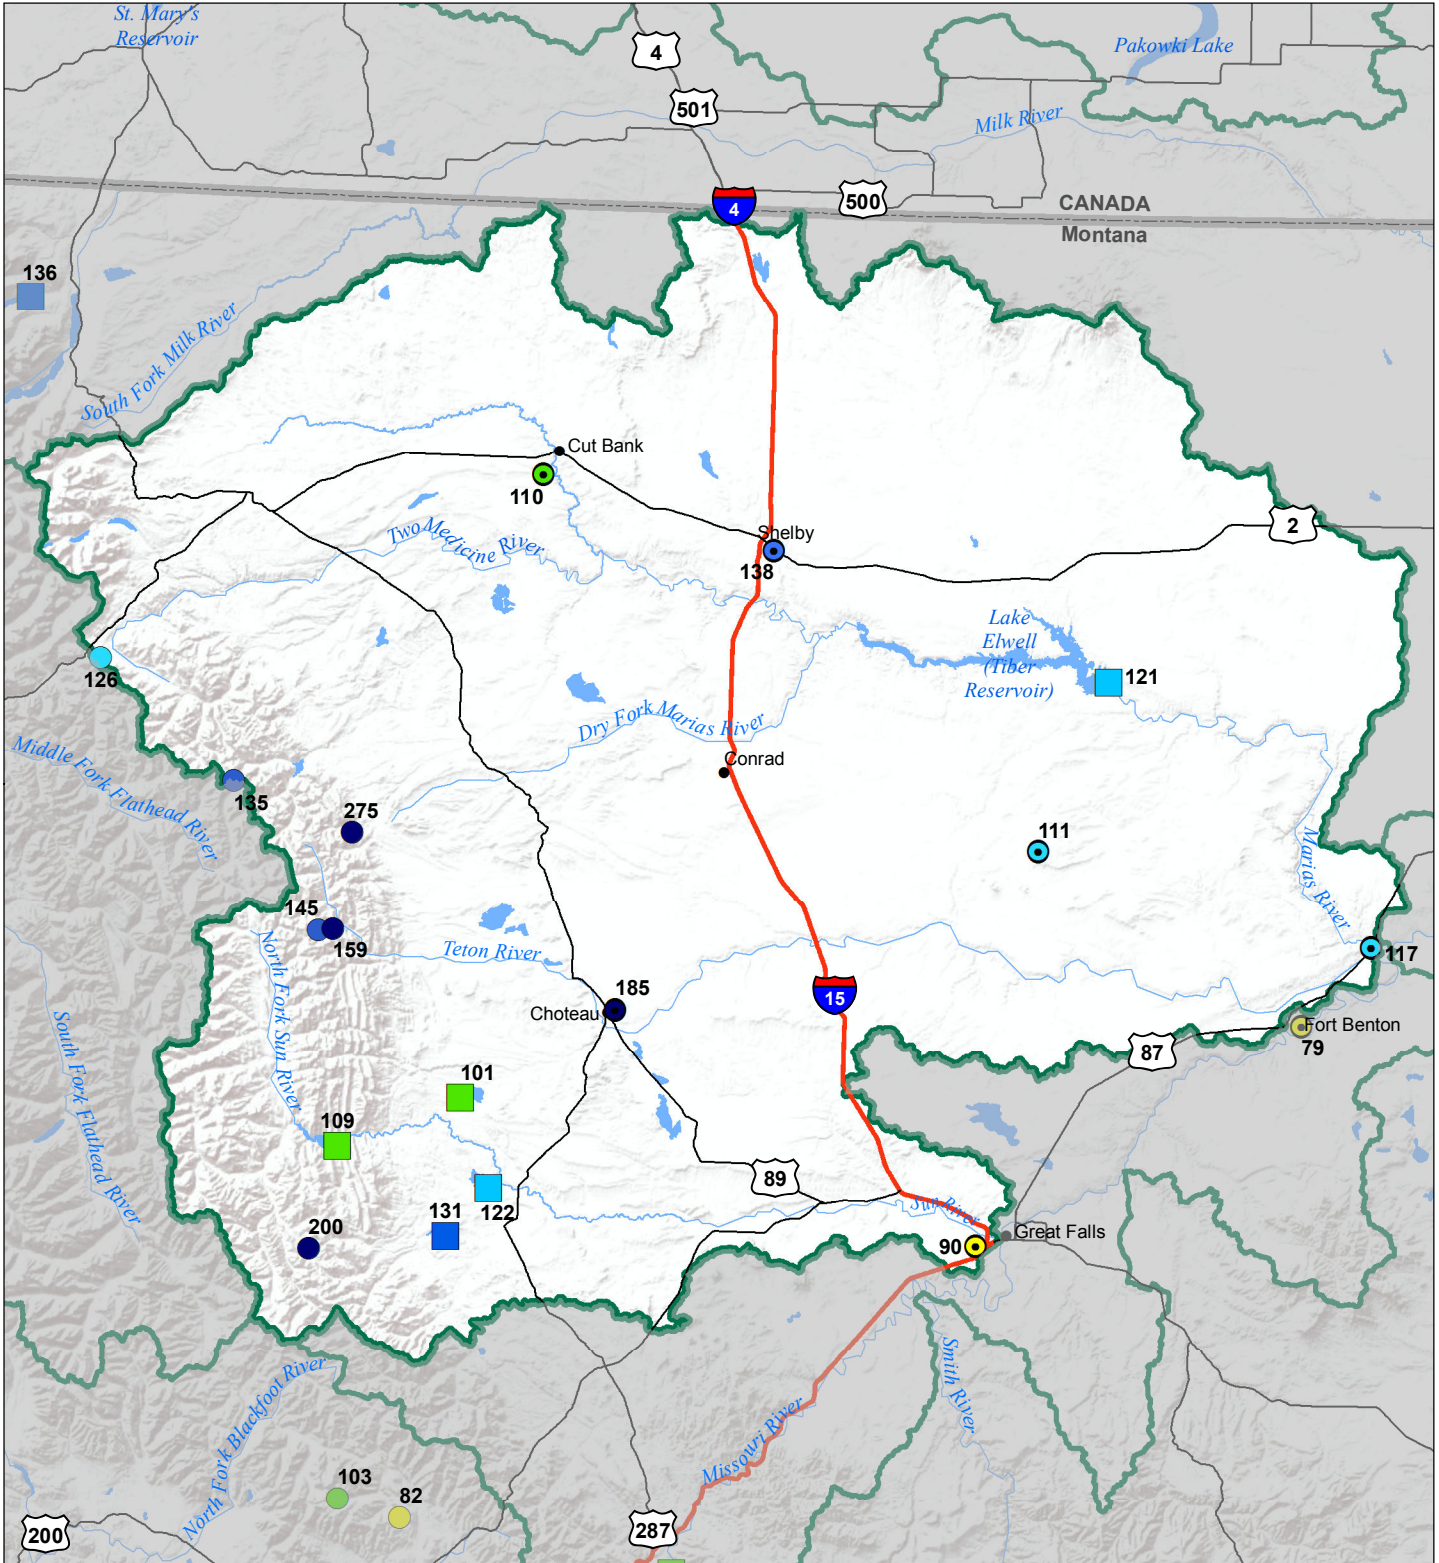 St. Mary's
Reservoir
4
Pakowki Lake
501
Milk River
4
500
CANADA
Montana
136
South Fork Milk River
Cut Bank
110
2
Two Medicine River
Shelby
138
Lake
Elwell
(Tiber
Reservoir)
126
121
Dry Fork Marias River
Middle Fork Flathead River
Conrad
135
275
111
Marias River
145
159
North Fork Sun River
Teton River
117
185
15
Choteau
South Fork Flathead River
Fort Benton
79
87
101
109
89
122
131
Sun River
200
90
Great Falls
Smith River
North Fork Blackfoot River
Missouri River
103
82
200
287